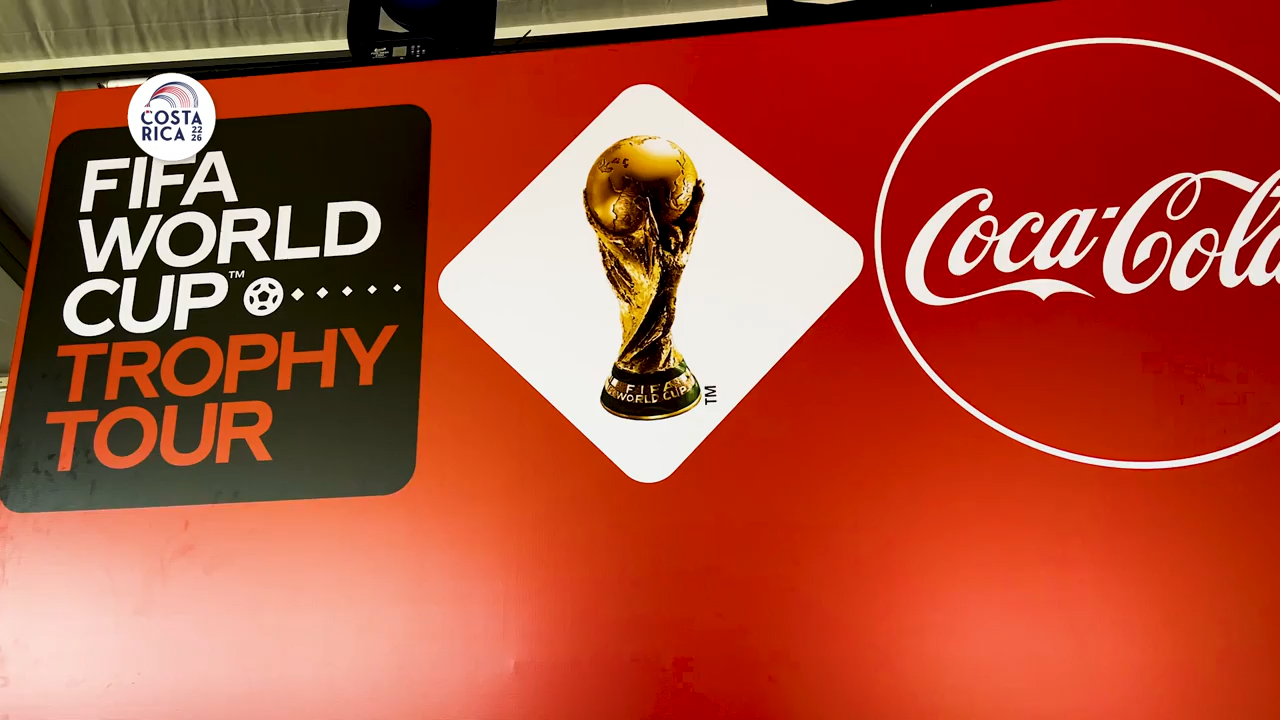 COSTA
RICA 22
26
FIFA
WORLD
CUP™
TROPHY
TOUR
FIFA
WORLD CUP
TM
Coca-Cola